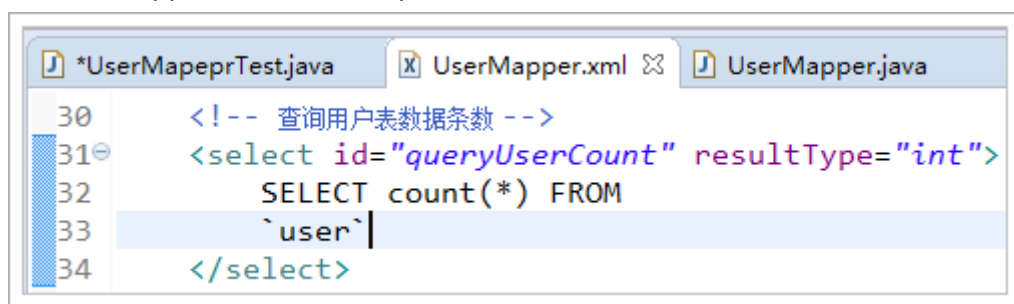 *UserMapeprTest.java UserMapper.xml UserMapper.java
30 <!-- 查询用户表数据条数 -->
31 <select id="queryUserCount" resultType="int">
32 SELECT count(*) FROM
33 `user`
34 </select>